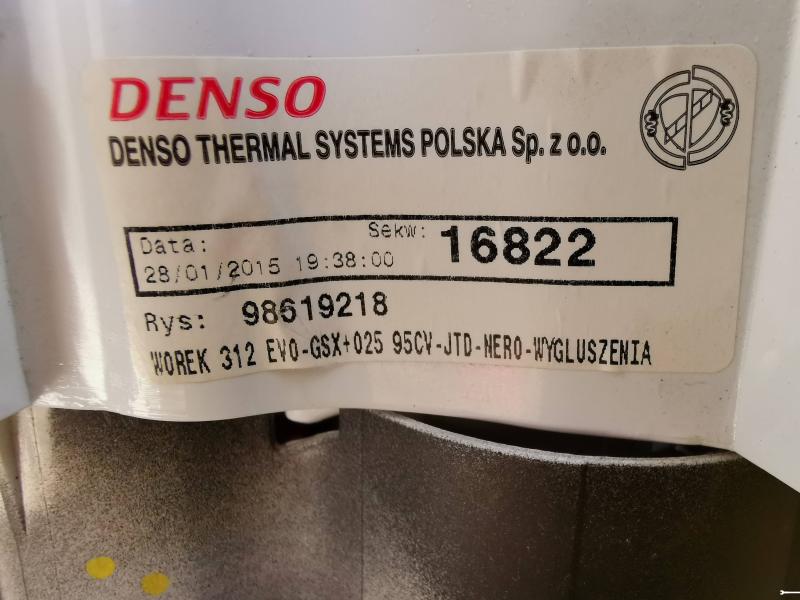 DENSO
DENSO THERMAL SYSTEMS POLSKA Sp. z o.o.
Data:
Sekw: 16822
28/01/2015 19:38:00
Rys: 98619218
WOREK 312 EVO-GSX+025 95CV-JTD-NERO-WYGLUSZENIA